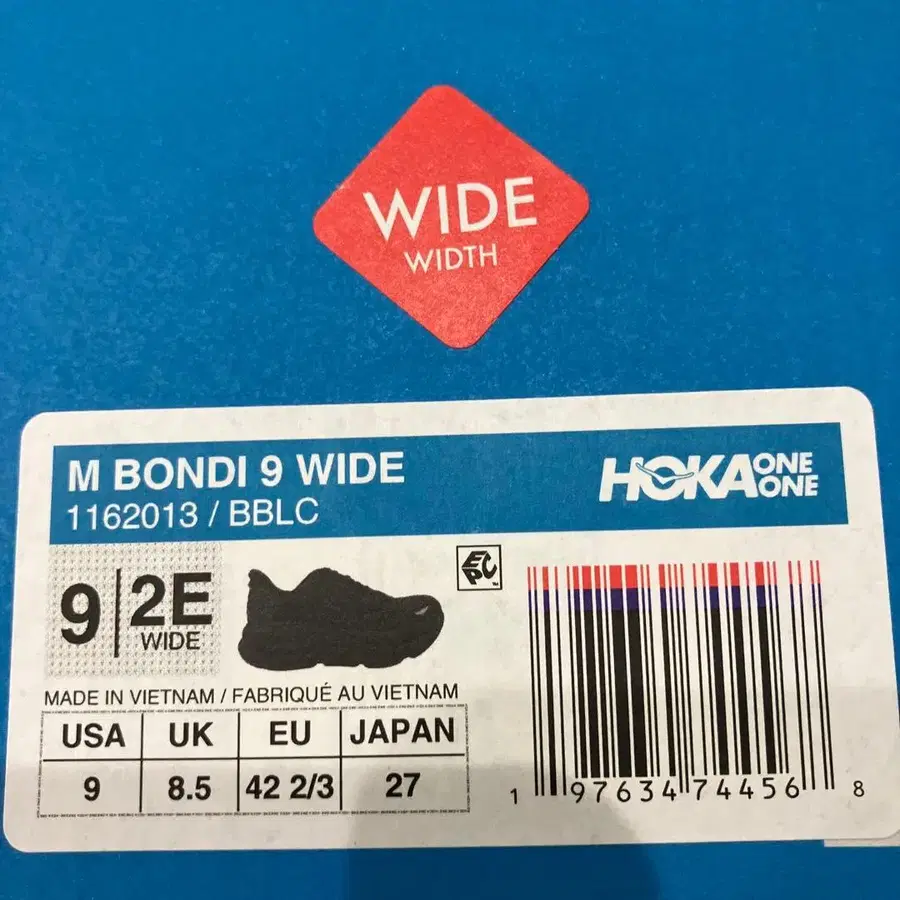 WIDE
WIDTH
M BONDI 9 WIDE
1162013 / BBLC
HOKA ONE ONE
9 | 2E
WIDE
EPC
MADE IN VIETNAM / FABRIQUÉ AU VIETNAM
USA UK EU JAPAN
9 8.5 42 2/3 27
1 97634 74456 8